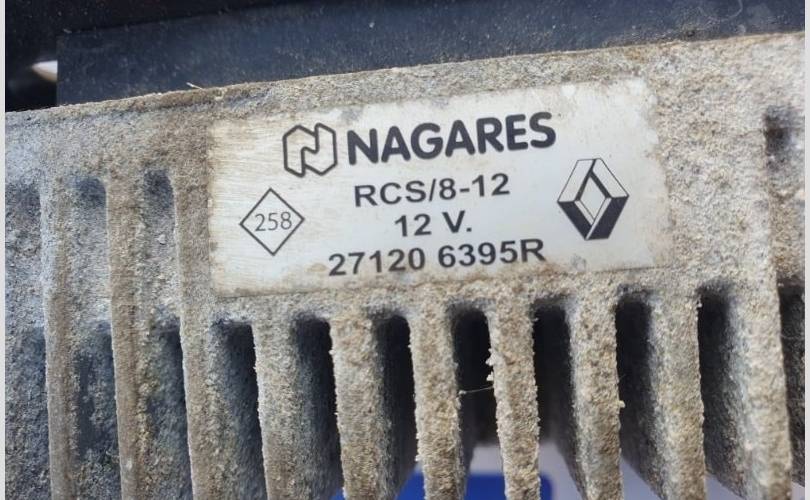 NAGARES
RCS/8-12
258
12 V.
27120 6395R